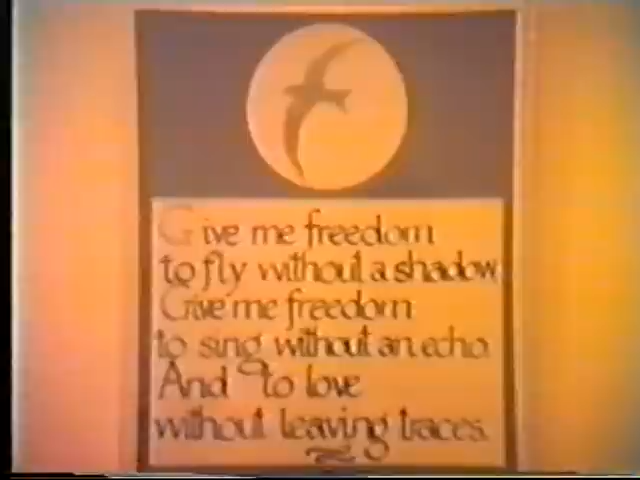 Give me freedom
to fly without a shadow
Give me freedom
to sing without an echo.
And to love
without leaving traces.